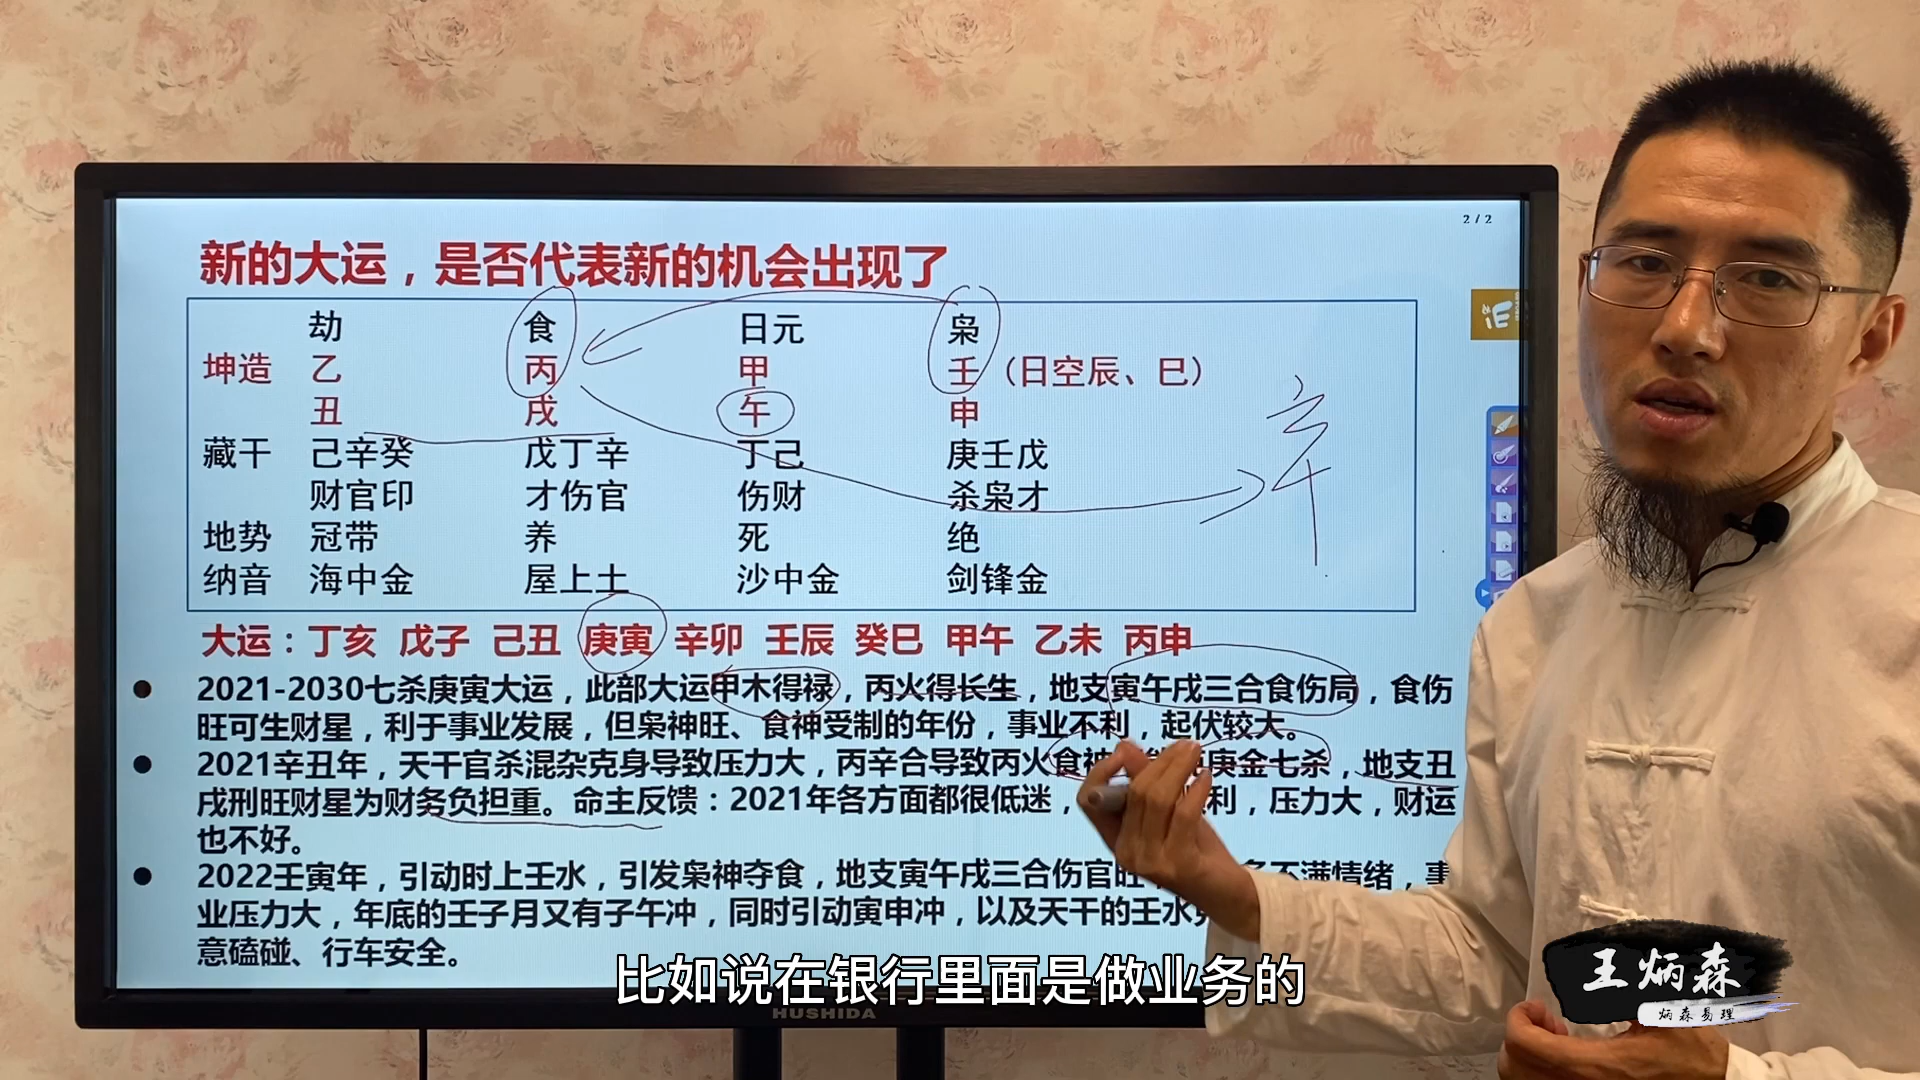 2/2
新的大运，是否代表新的机会出现了
劫 食 日元 枭
坤造 乙 丙 甲 壬（日空辰、巳）
丑 戌 午 申
藏干 己辛癸 戊丁辛 丁己 庚壬戊
财官印 才伤官 伤财 杀枭才
地势 冠带 养 死 绝
纳音 海中金 屋上土 沙中金 剑锋金
辛
大运：丁亥 戊子 己丑 庚寅 辛卯 壬辰 癸巳 甲午 乙未 丙申
2021-2030七杀庚寅大运，此部大运甲木得禄，丙火得长生，地支寅午戌三合食伤局，食伤
旺可生财星，利于事业发展，但枭神旺、食神受制的年份，事业不利，起伏较大。
2021辛丑年，天干官杀混杂克身导致压力大，丙辛合导致丙火食神 庚金七杀，地支丑
戌刑旺财星为财务负担重。命主反馈：2021年各方面都很低迷， 利，压力大，财运
也不好。
2022壬寅年，引动时上壬水，引发枭神夺食，地支寅午戌三合伤官旺 不满情绪，事
业压力大，年底的壬子月又有子午冲，同时引动寅申冲，以及天干的壬水
意磕碰、行车安全。
比如说在银行里面是做业务的
HUSHIDA
王炳森
炳森易理